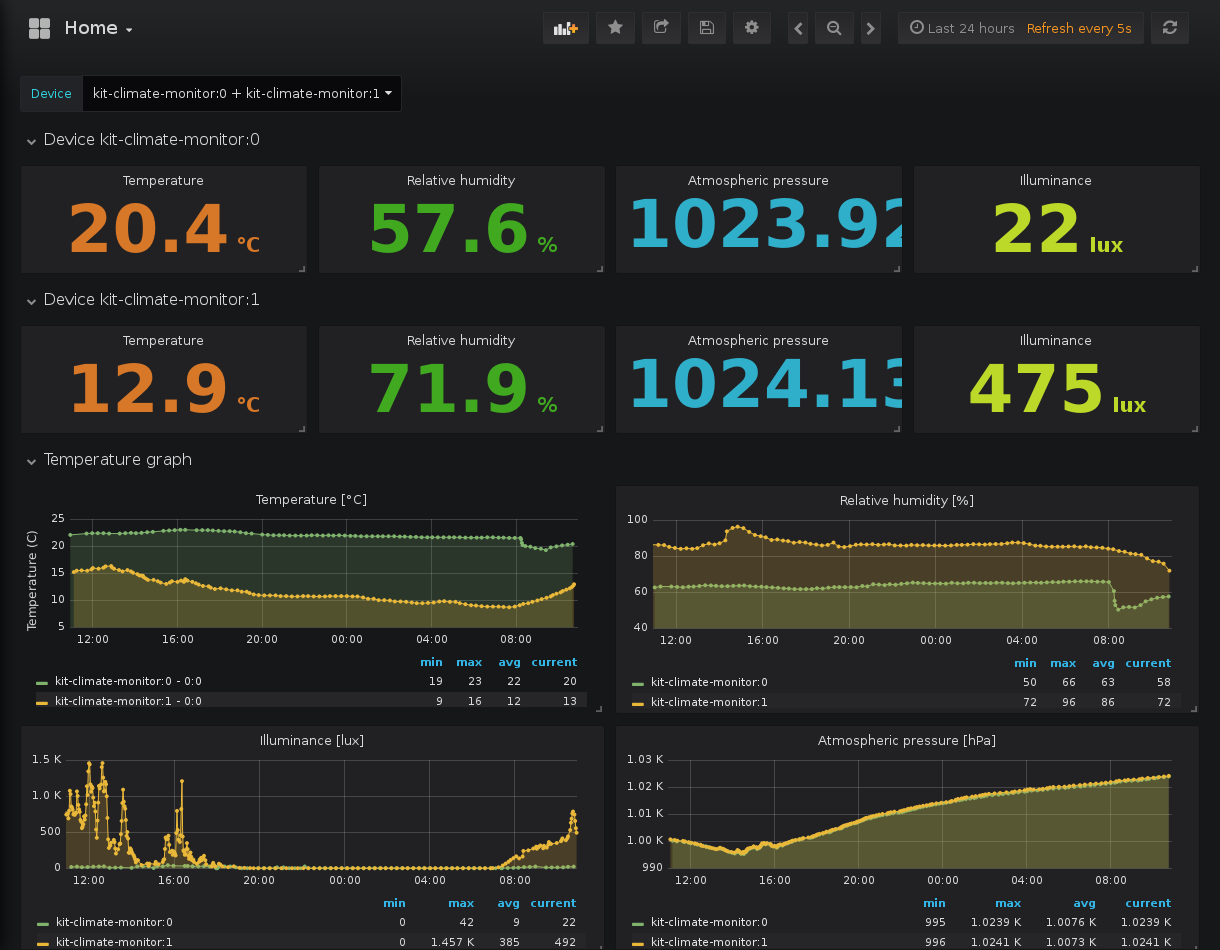 Home
Last 24 hours Refresh every 5s
Device kit-climate-monitor:0 + kit-climate-monitor:1
Device kit-climate-monitor:0
Temperature Relative humidity Atmospheric pressure Illuminance
20.4 °C 57.6 % 1023.92 22 lux
Device kit-climate-monitor:1
Temperature Relative humidity Atmospheric pressure Illuminance
12.9 °C 71.9 % 1024.13 475 lux
Temperature graph
Temperature [°C]
Temperature (C)
25
20
15
10
5
12:00 16:00 20:00 00:00 04:00 08:00
min max avg current
kit-climate-monitor:0 - 0:0 19 23 22 20
kit-climate-monitor:1 - 0:0 9 16 12 13
Relative humidity [%]
100
80
60
40
12:00 16:00 20:00 00:00 04:00 08:00
min max avg current
kit-climate-monitor:0 50 66 63 58
kit-climate-monitor:1 72 96 86 72
Illuminance [lux]
1.5 K
1.0 K
500
0
12:00 16:00 20:00 00:00 04:00 08:00
min max avg current
kit-climate-monitor:0 0 42 9 22
kit-climate-monitor:1 0 1.457 K 385 492
Atmospheric pressure [hPa]
1.03 K
1.02 K
1.01 K
1.00 K
990
12:00 16:00 20:00 00:00 04:00 08:00
min max avg current
kit-climate-monitor:0 995 1.0239 K 1.0076 K 1.0239 K
kit-climate-monitor:1 996 1.0241 K 1.0073 K 1.0241 K